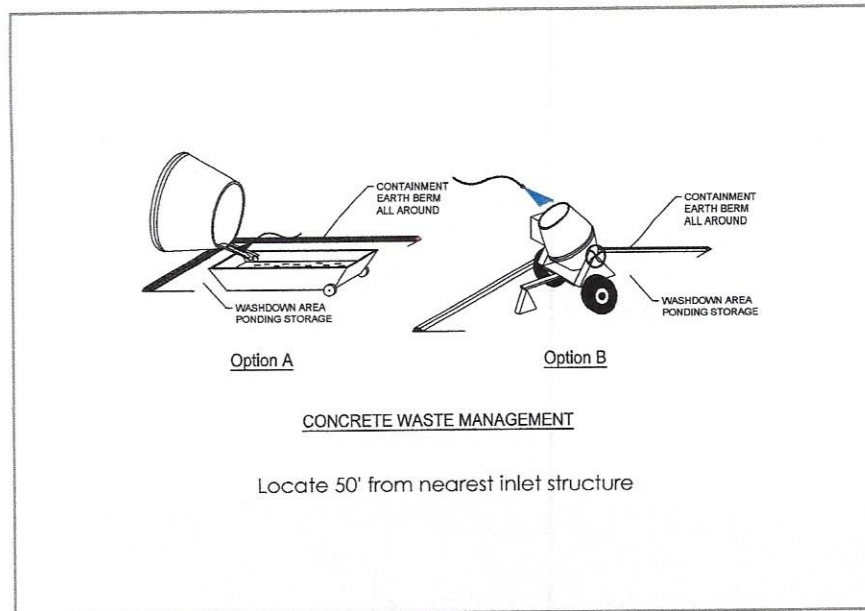 CONTAINMENT
EARTH BERM
ALL AROUND
WASHDOWN AREA
PONDING STORAGE
Option A
CONTAINMENT
EARTH BERM
ALL AROUND
WASHDOWN AREA
PONDING STORAGE
Option B
CONCRETE WASTE MANAGEMENT
Locate 50' from nearest inlet structure